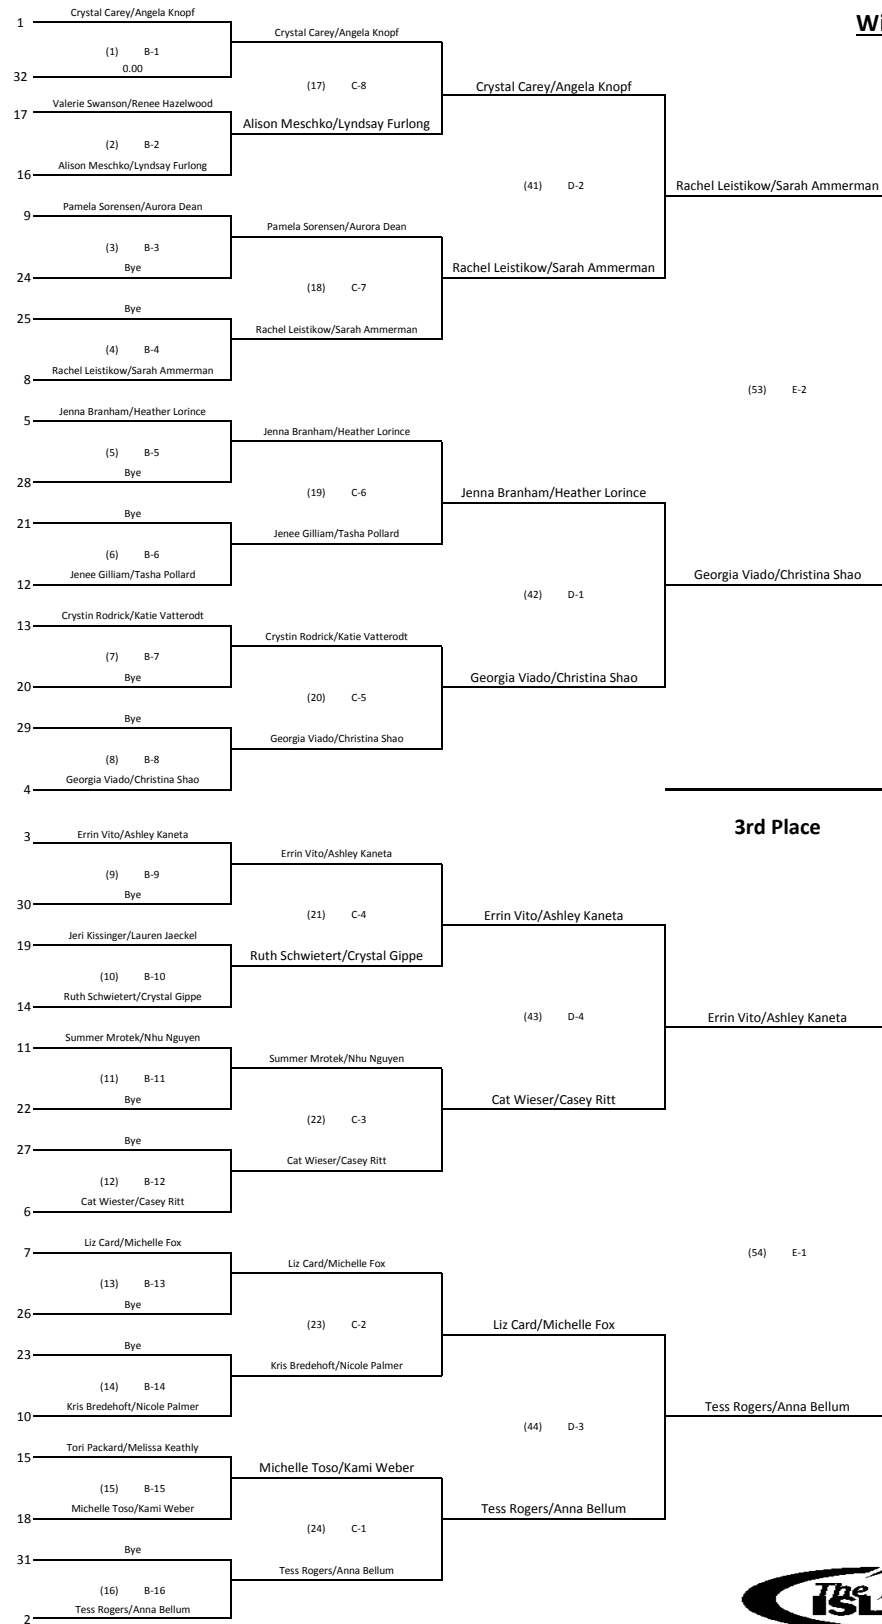 Crystal Carey/Angela Knopf
1
Wi
Crystal Carey/Angela Knopf
(1) B-1
0.00
32
(17) C-8
Crystal Carey/Angela Knopf
Valerie Swanson/Renee Hazelwood
17
Alison Meschko/Lyndsay Furlong
(2) B-2
Alison Meschko/Lyndsay Furlong
16
(41) D-2
Rachel Leistikow/Sarah Ammerman
Pamela Sorensen/Aurora Dean
9
Pamela Sorensen/Aurora Dean
(3) B-3
Bye
24
Rachel Leistikow/Sarah Ammerman
(18) C-7
Bye
25
Rachel Leistikow/Sarah Ammerman
(4) B-4
Rachel Leistikow/Sarah Ammerman
8
(53) E-2
Jenna Branham/Heather Lorince
5
Jenna Branham/Heather Lorince
(5) B-5
Bye
28
(19) C-6
Jenna Branham/Heather Lorince
Bye
21
Jenee Gilliam/Tasha Pollard
(6) B-6
Jenee Gilliam/Tasha Pollard
12
Georgia Viado/Christina Shao
(42) D-1
Crystin Rodrick/Katie Vatterodt
13
Crystin Rodrick/Katie Vatterodt
(7) B-7
Bye
20
Georgia Viado/Christina Shao
(20) C-5
Bye
29
Georgia Viado/Christina Shao
(8) B-8
Georgia Viado/Christina Shao
4
3rd Place
Errin Vito/Ashley Kaneta
3
Errin Vito/Ashley Kaneta
(9) B-9
Bye
30
(21) C-4
Errin Vito/Ashley Kaneta
Jeri Kissinger/Lauren Jaeckel
19
Ruth Schwietert/Crystal Gippe
(10) B-10
Ruth Schwietert/Crystal Gippe
14
(43) D-4
Errin Vito/Ashley Kaneta
Summer Mrotek/Nhu Nguyen
11
Summer Mrotek/Nhu Nguyen
(11) B-11
Bye
22
Cat Wieser/Casey Ritt
(22) C-3
Bye
27
Cat Wieser/Casey Ritt
(12) B-12
Cat Wiester/Casey Ritt
6
Liz Card/Michelle Fox
7
(54) E-1
Liz Card/Michelle Fox
(13) B-13
Bye
26
(23) C-2
Liz Card/Michelle Fox
Bye
23
Kris Bredehoft/Nicole Palmer
(14) B-14
Kris Bredehoft/Nicole Palmer
10
Tess Rogers/Anna Bellum
(44) D-3
Tori Packard/Melissa Keathly
15
Michelle Toso/Kami Weber
(15) B-15
Michelle Toso/Kami Weber
18
Tess Rogers/Anna Bellum
(24) C-1
Bye
31
Tess Rogers/Anna Bellum
(16) B-16
Tess Rogers/Anna Bellum
2
The
ISL